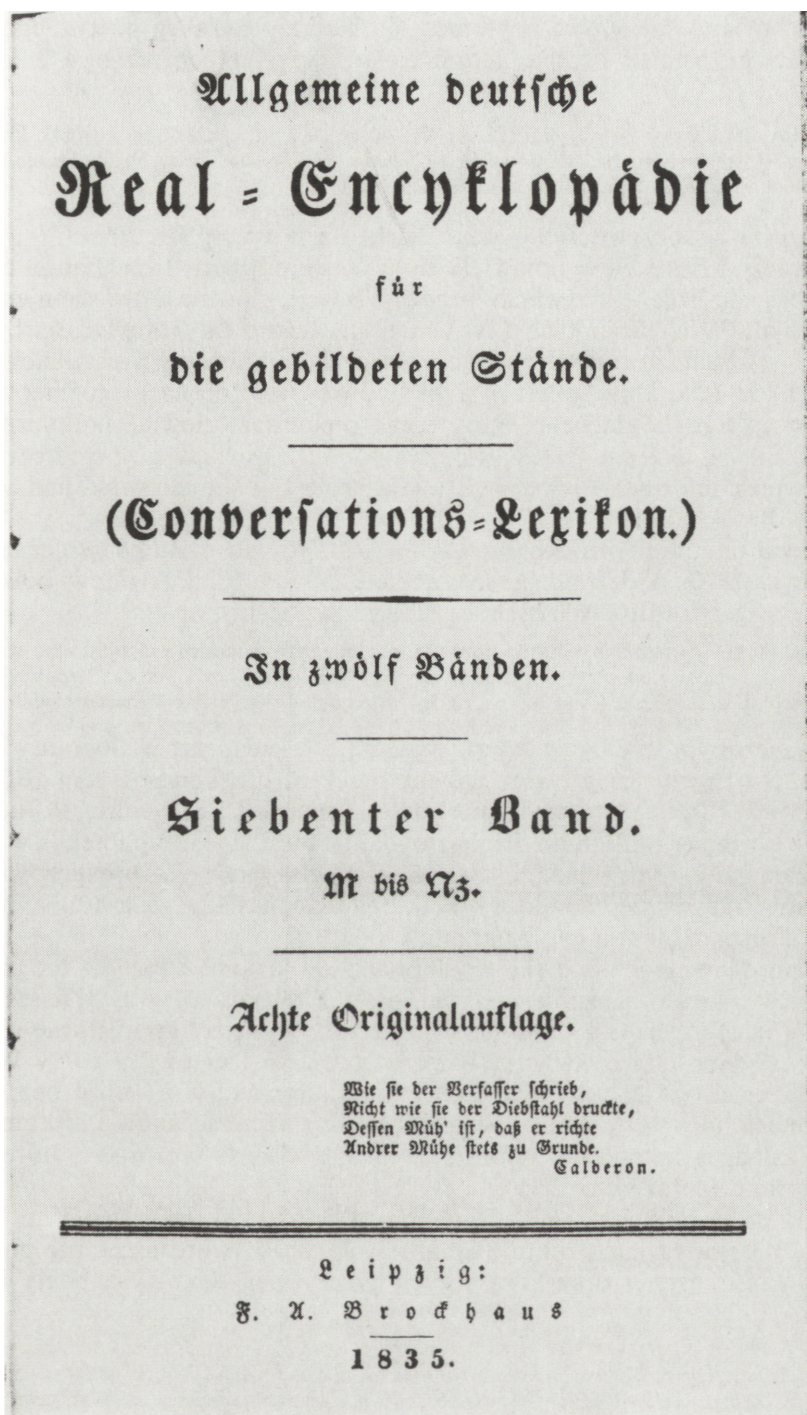 Allgemeine deutsche
Real-Encyklopädie
für
die gebildeten Stände.
(Conversations-Lexikon.)
In zwölf Bänden.
Siebenter Band.
M bis Nz.
Achte Originalauflage.
Wie sie der Verfasser schrieb,
Nicht wie sie der Diebstahl druckte,
Dessen Müh' ist, daß er richte
Andrer Mühe stets zu Grunde.
Calderon.
Leipzig:
F. A. Brockhaus
1835.